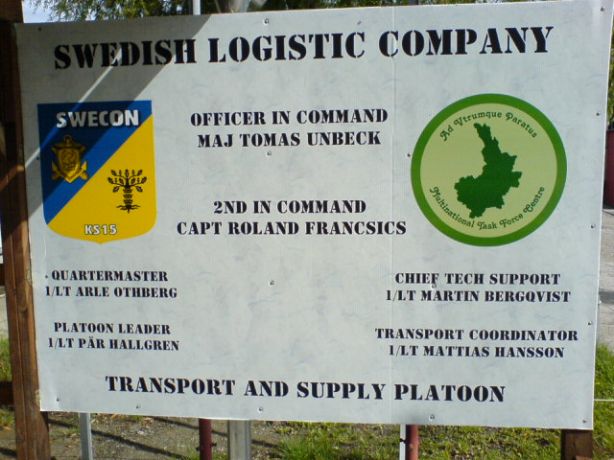 SWEDISH LOGISTIC COMPANY
SWECON
KS15
OFFICER IN COMMAND
MAJ TOMAS UNBECK
2ND IN COMMAND
CAPT ROLAND FRANCSICS
Ad Vtrumque Paratus
Multinational Task Force Centre
QUARTERMASTER
1/LT ARLE OTHBERG
PLATOON LEADER
1/LT PÄR HALLGREN
CHIEF TECH SUPPORT
1/LT MARTIN BERGQVIST
TRANSPORT COORDINATOR
1/LT MATTIAS HANSSON
TRANSPORT AND SUPPLY PLATOON